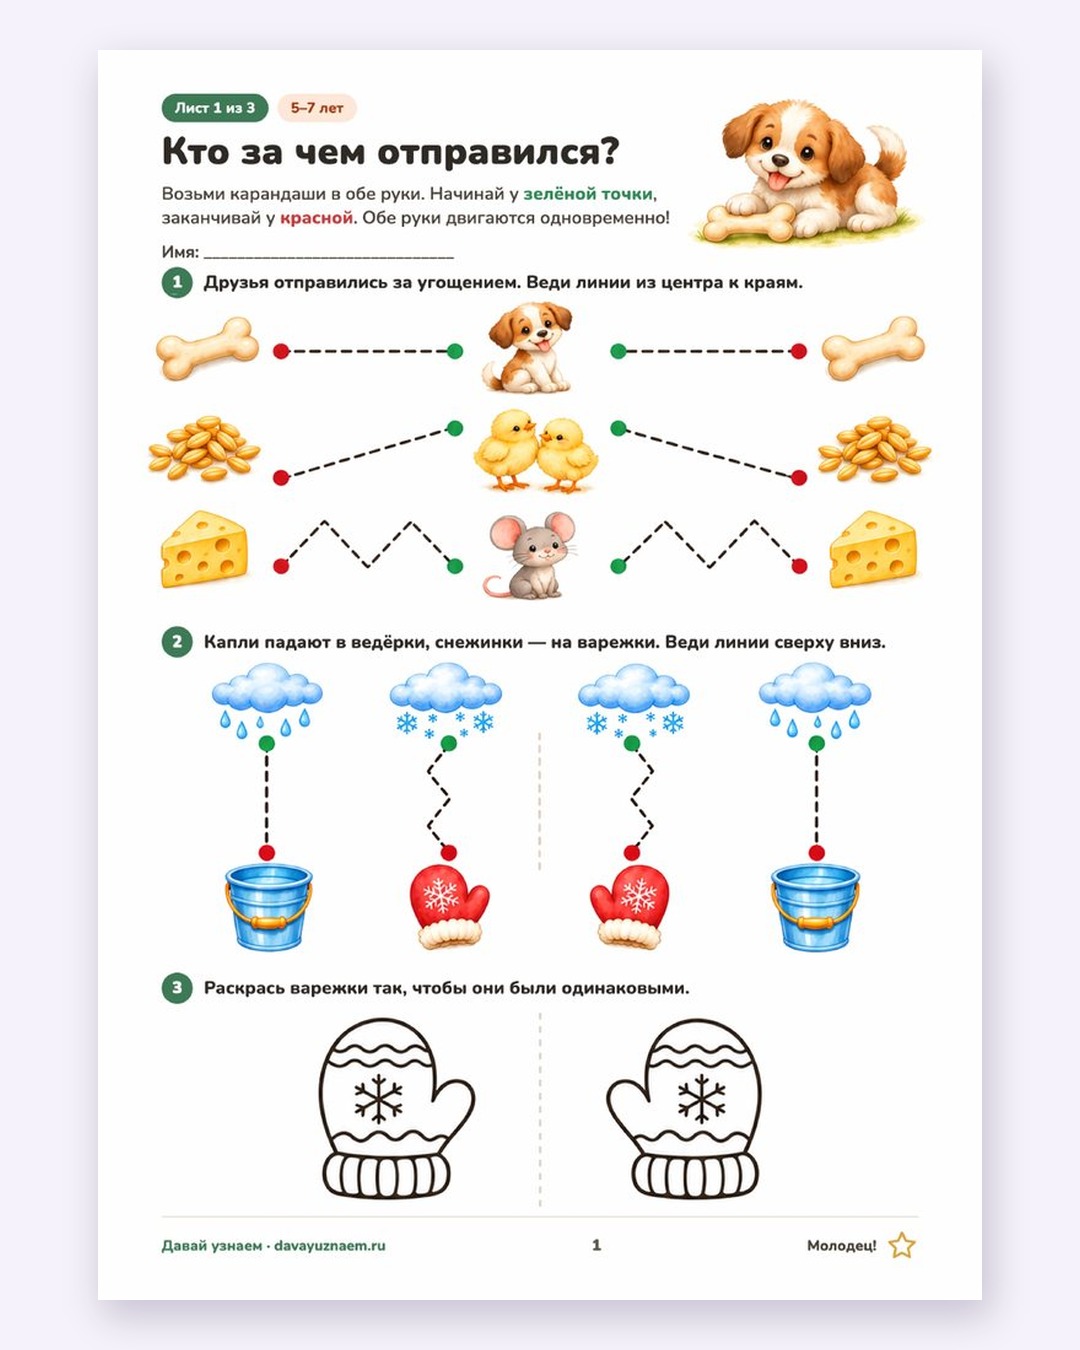 Лист 1 из 3
5–7 лет
Кто за чем отправился?
Возьми карандаши в обе руки. Начинай у зелёной точки,
заканчивай у красной. Обе руки двигаются одновременно!
Имя: ______________________________
1 Друзья отправились за угощением. Веди линии из центра к краям.
2 Капли падают в ведёрки, снежинки — на варежки. Веди линии сверху вниз.
3 Раскрась варежки так, чтобы они были одинаковыми.
Давай узнаем · davayuznaem.ru
1
Молодец!